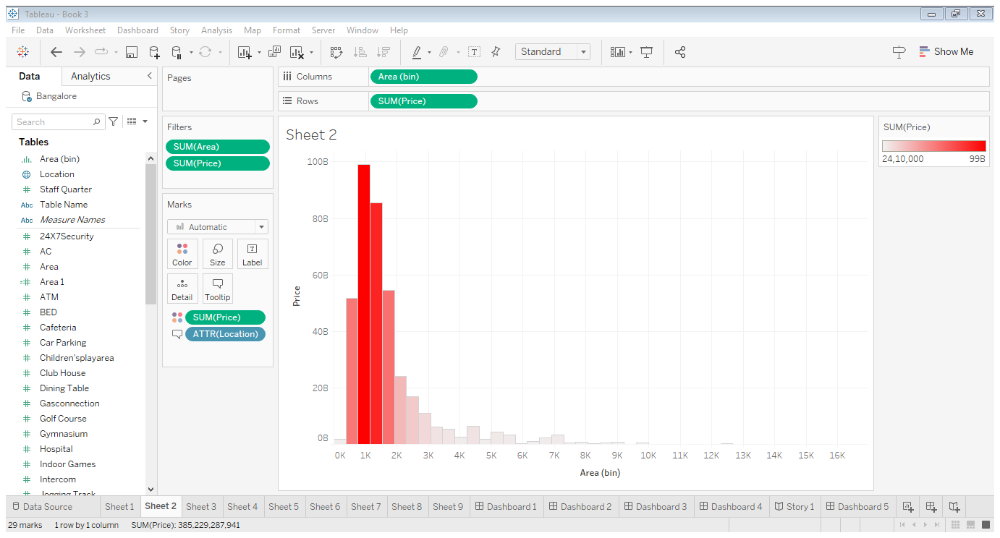 Tableau - Book 3
File Data Worksheet Dashboard Story Analysis Map Format Server Window Help
Standard
Show Me
Data Analytics
Bangalore
Search
Tables
Area (bin)
Location
Staff Quarter
Abc Table Name
Abc Measure Names
24X7Security
AC
Area
Area 1
ATM
BED
Cafeteria
Car Parking
Children'splayarea
Club House
Dining Table
Gasconnection
Golf Course
Gymnasium
Hospital
Indoor Games
Intercom
Jogging Track
Pages
Filters
SUM(Area)
SUM(Price)
Marks
Automatic
Color Size Label
Detail Tooltip
SUM(Price)
ATTR(Location)
Columns Area (bin)
Rows SUM(Price)
Sheet 2
100B
80B
60B
40B
20B
0B
Price
0K 1K 2K 3K 4K 5K 6K 7K 8K 9K 10K 11K 12K 13K 14K 15K 16K
Area (bin)
SUM(Price)
24,10,000 99B
Data Source Sheet 1 Sheet 2 Sheet 3 Sheet 4 Sheet 5 Sheet 6 Sheet 7 Sheet 8 Sheet 9 Dashboard 1 Dashboard 2 Dashboard 3 Dashboard 4 Story 1 Dashboard 5
29 marks 1 row by 1 column SUM(Price): 385,229,287,941